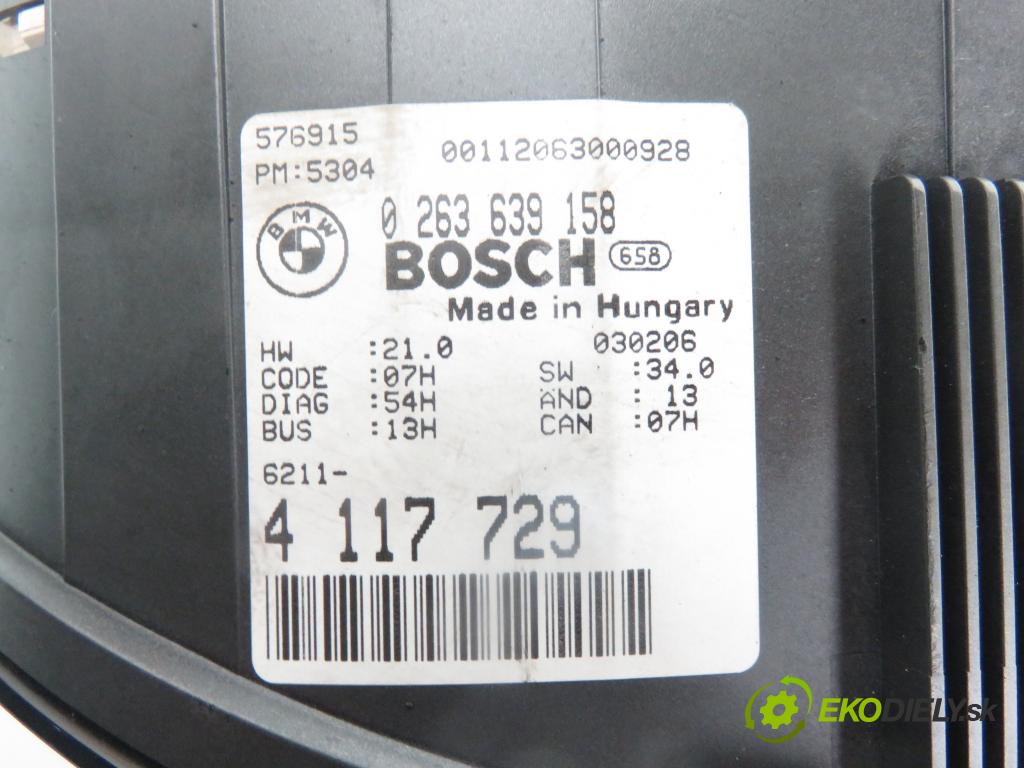 576915
00112063000928
PM:5304
BMW
0 263 639 158
BOSCH 658
Made in Hungary
030206
HW :21.0
SW :34.0
CODE :07H
AND : 13
DIAG :54H
CAN :07H
BUS :13H
6211-
4 117 729
EKODIELY.sk